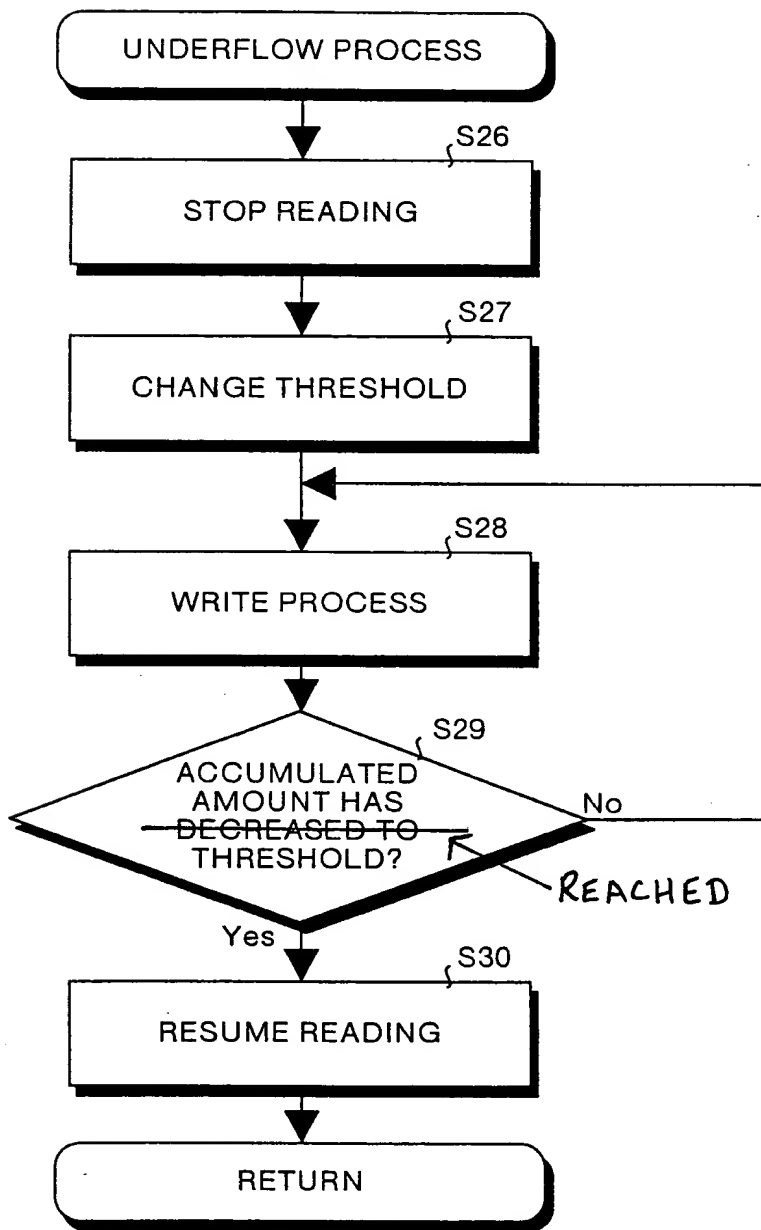 UNDERFLOW PROCESS
S26
STOP READING
S27
CHANGE THRESHOLD
S28
WRITE PROCESS
S29
ACCUMULATED
AMOUNT HAS
DECREASED TO
THRESHOLD?
No
REACHED
Yes
S30
RESUME READING
RETURN